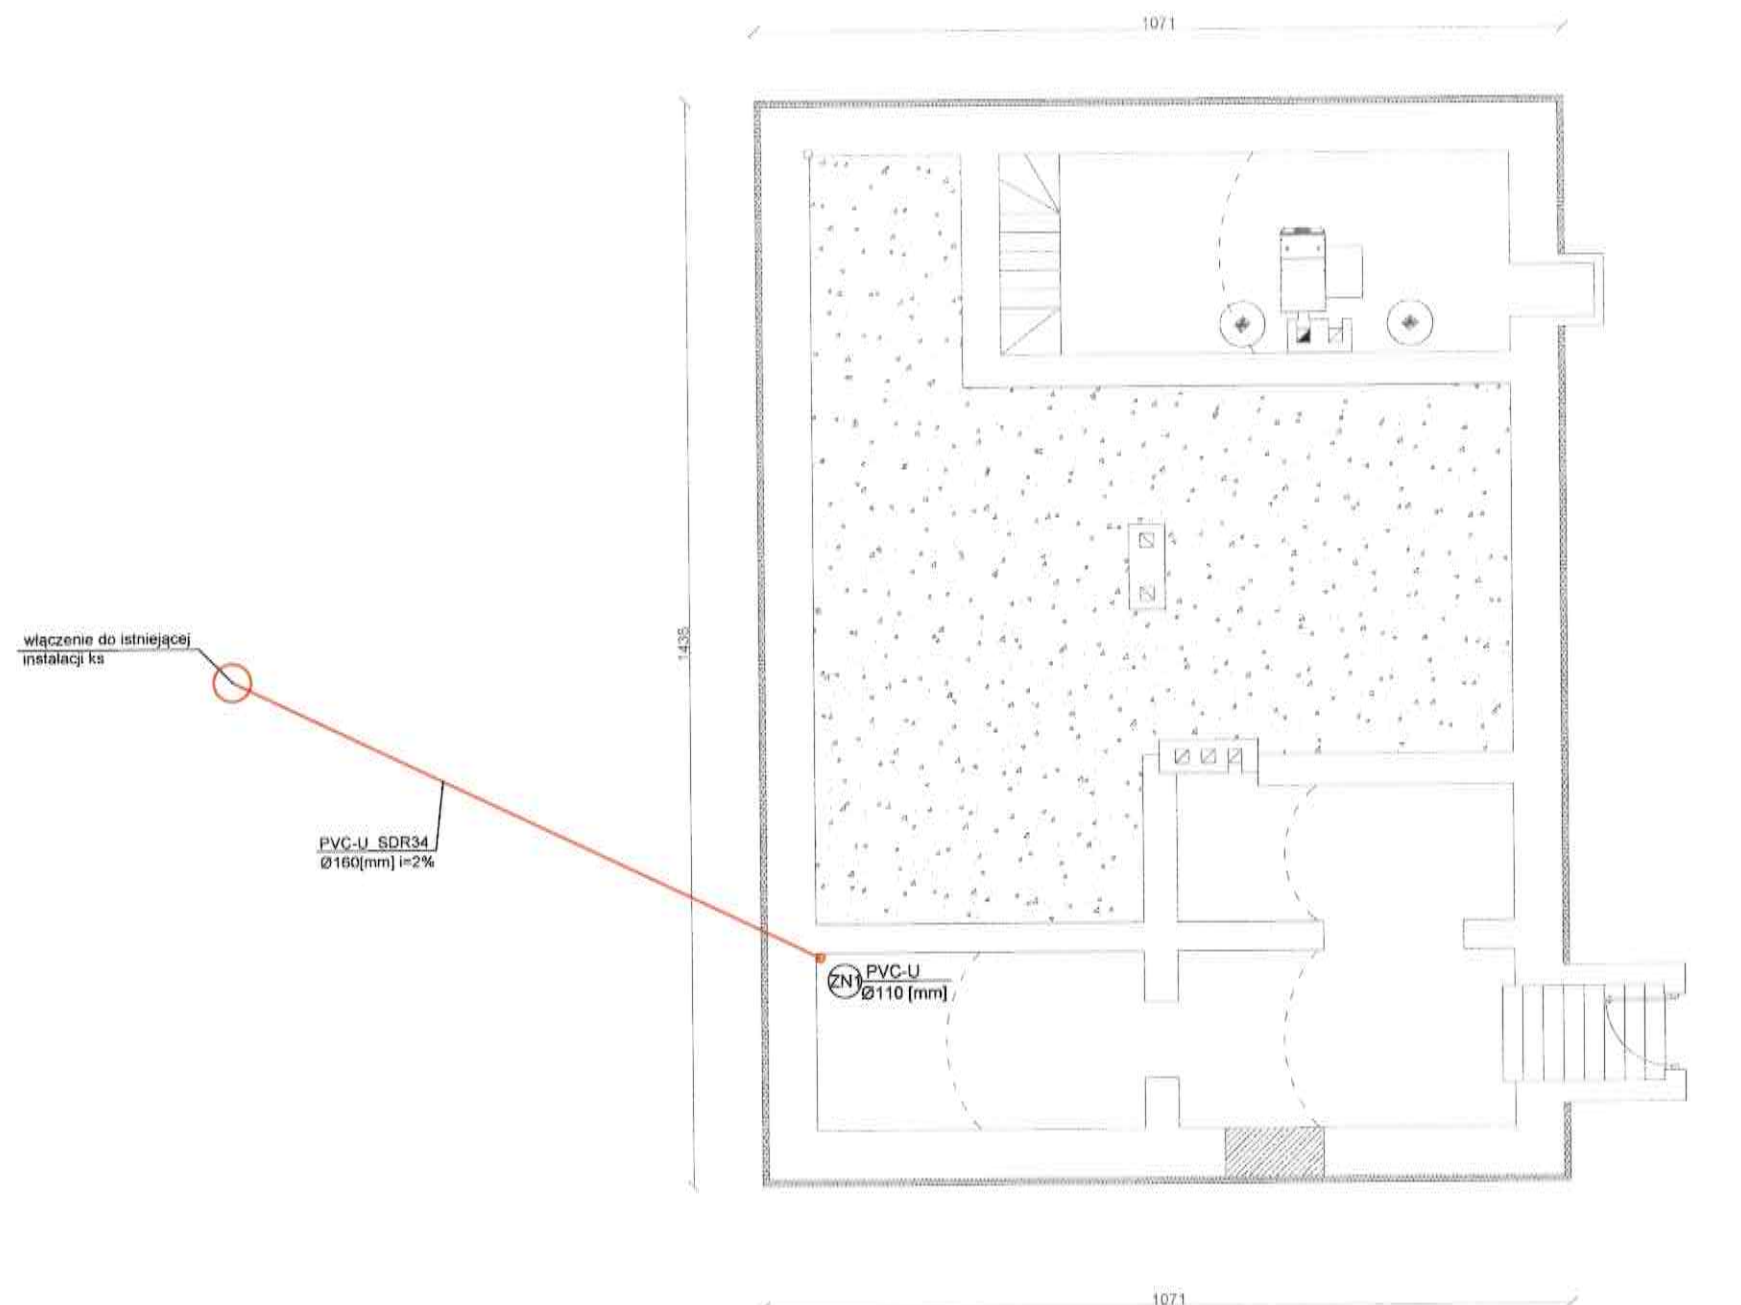 1071
1435
włączenie do istniejącej
instalacji ks
PVC-U SDR34
Ø160[mm] i=2%
ZN1 PVC-U
Ø110 [mm]
1071